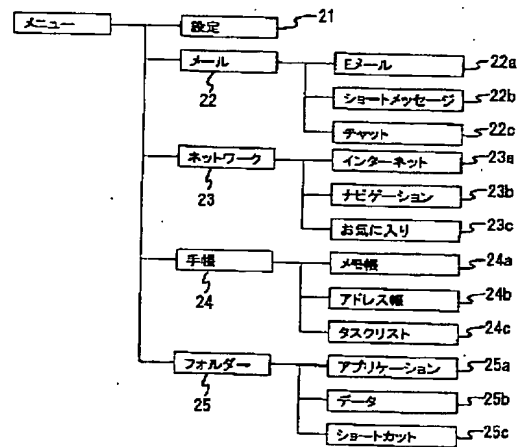 メニュー
設定 21
メール 22
Eメール 22a
ショートメッセージ 22b
チャット 22c
ネットワーク 23
インターネット 23a
ナビゲーション 23b
お気に入り 23c
手帳 24
メモ帳 24a
アドレス帳 24b
タスクリスト 24c
フォルダー 25
アプリケーション 25a
データ 25b
ショートカット 25c